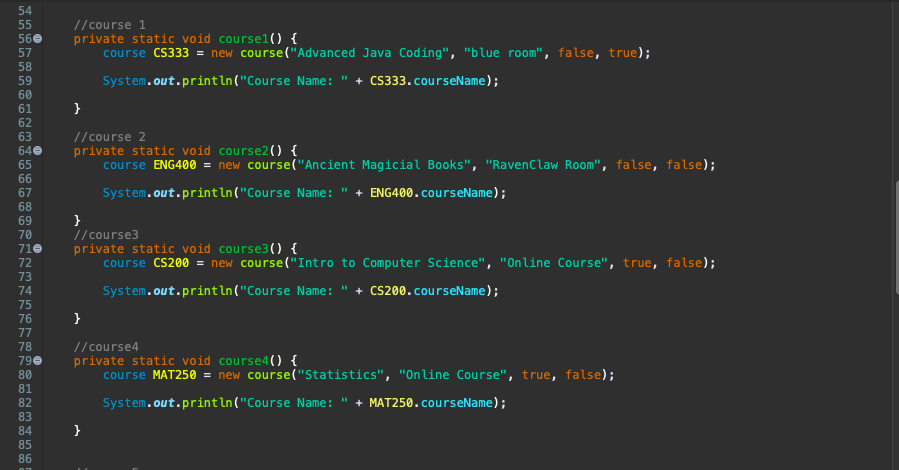 54
55 //course 1
56 private static void course1() {
57 course CS333 = new course("Advanced Java Coding", "blue room", false, true);
58
59 System.out.println("Course Name: " + CS333.courseName);
60
61 }
62
63 //course 2
64 private static void course2() {
65 course ENG400 = new course("Ancient Magicial Books", "RavenClaw Room", false, false);
66
67 System.out.println("Course Name: " + ENG400.courseName);
68
69 }
70 //course3
71 private static void course3() {
72 course CS200 = new course("Intro to Computer Science", "Online Course", true, false);
73
74 System.out.println("Course Name: " + CS200.courseName);
75
76 }
77
78 //course4
79 private static void course4() {
80 course MAT250 = new course("Statistics", "Online Course", true, false);
81
82 System.out.println("Course Name: " + MAT250.courseName);
83
84 }
85
86